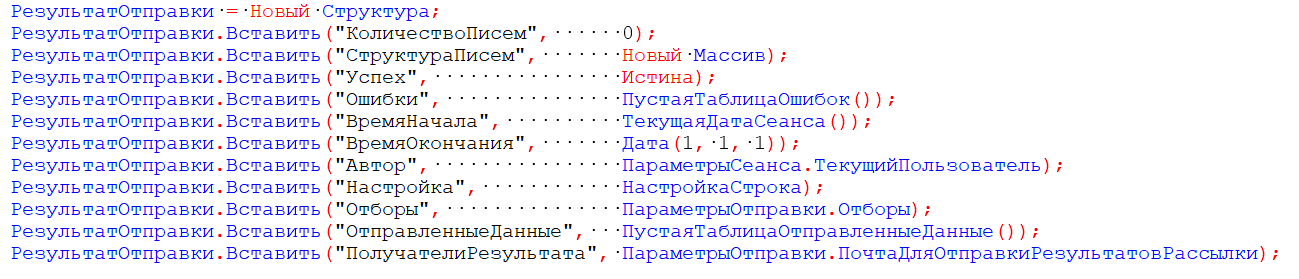 РезультатОтправки = Новый Структура;
РезультатОтправки.Вставить("КоличествоПисем",      0);
РезультатОтправки.Вставить("СтруктураПисем",       Новый Массив);
РезультатОтправки.Вставить("Успех",                Истина);
РезультатОтправки.Вставить("Ошибки",               ПустаяТаблицаОшибок());
РезультатОтправки.Вставить("ВремяНачала",          ТекущаяДатаСеанса());
РезультатОтправки.Вставить("ВремяОкончания",       Дата(1, 1, 1));
РезультатОтправки.Вставить("Автор",                ПараметрыСеанса.ТекущийПользователь);
РезультатОтправки.Вставить("Настройка",            НастройкаСтрока);
РезультатОтправки.Вставить("Отборы",               ПараметрыОтправки.Отборы);
РезультатОтправки.Вставить("ОтправленныеДанные",   ПустаяТаблицаОтправленныеДанные());
РезультатОтправки.Вставить("ПолучателиРезультата", ПараметрыОтправки.ПочтаДляОтправкиРезультатовРассылки);